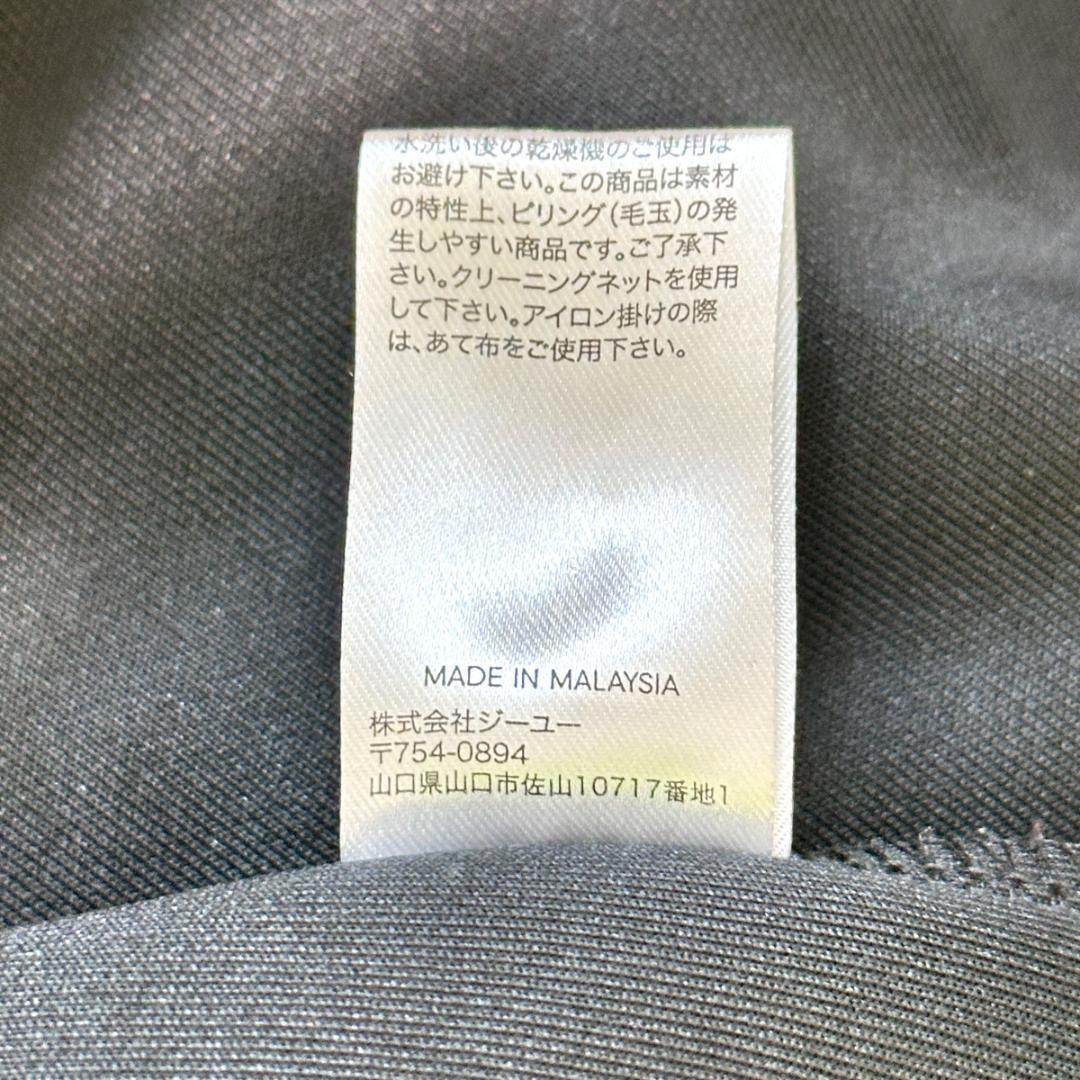 水洗い後の乾燥機のご使用は
お避け下さい。この商品は素材
の特性上、ピリング(毛玉)の発
生しやすい商品です。ご了承下
さい。クリーニングネットを使用
して下さい。アイロン掛けの際
は、あて布をご使用下さい。
MADE IN MALAYSIA
株式会社ジーユー
〒754-0894
山口県山口市佐山10717番地1